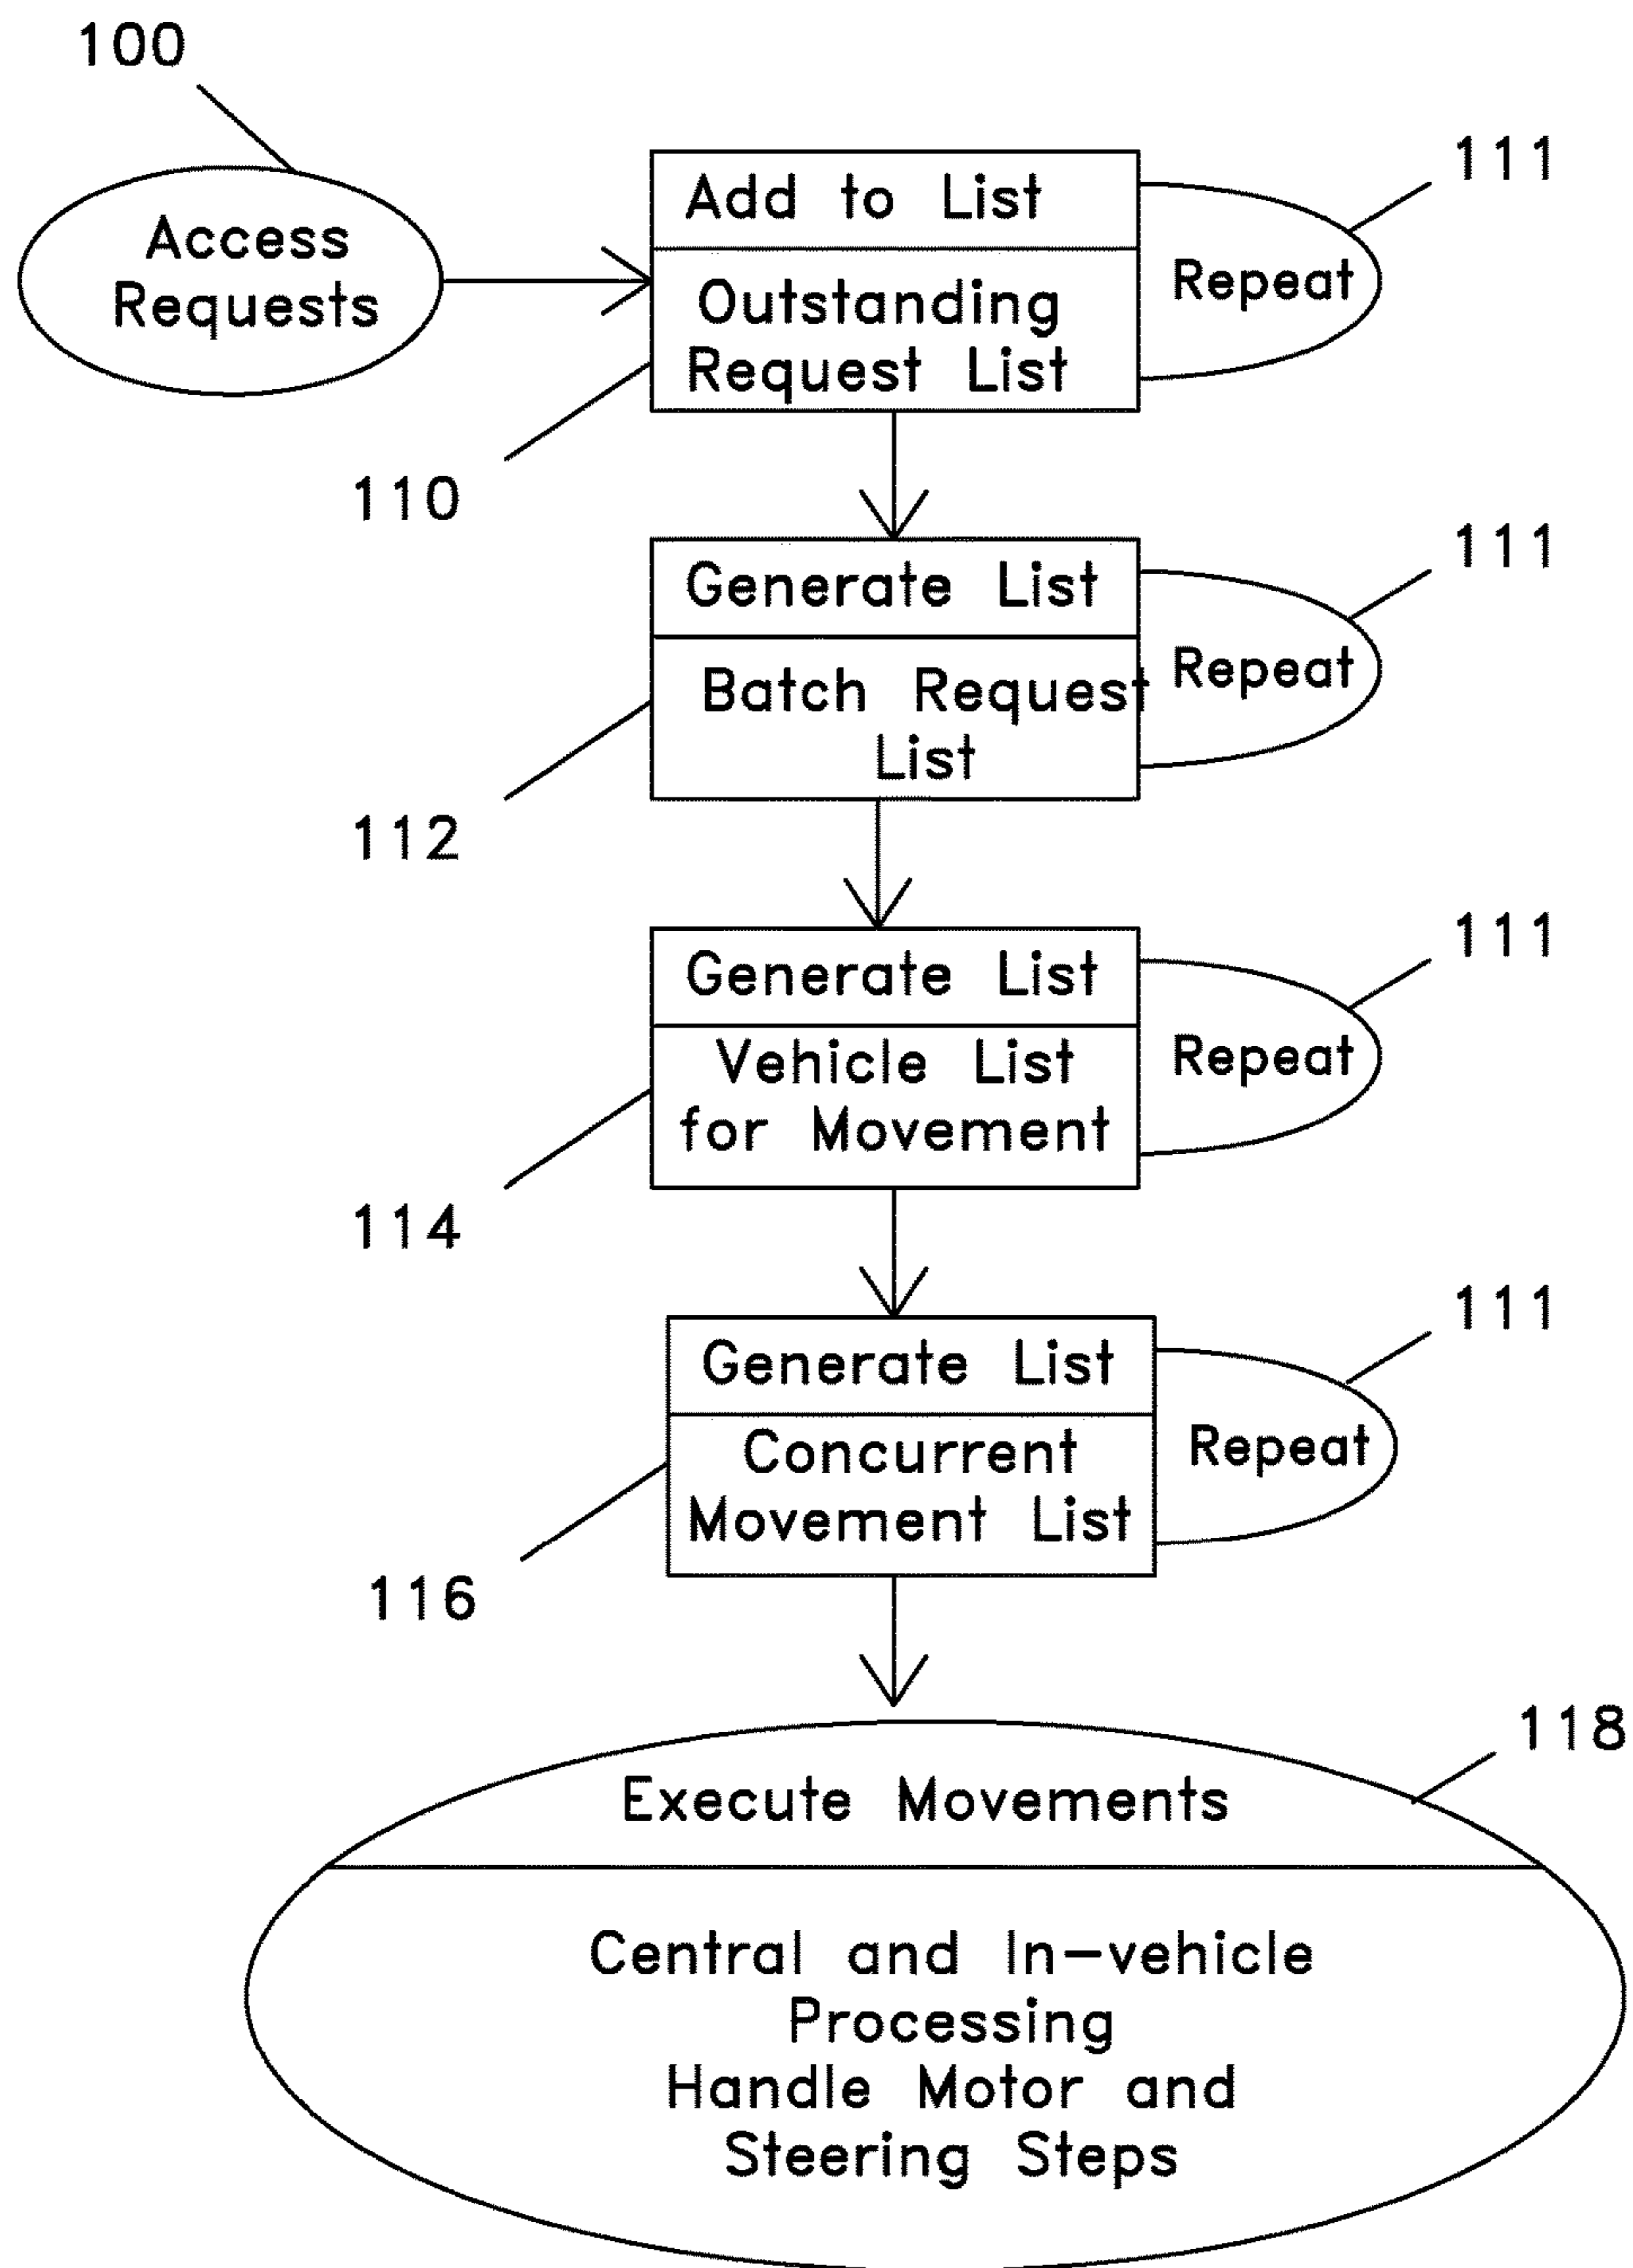 100
Access
Requests
Add to List
Outstanding
Request List
Repeat
111
110
Generate List
Batch Request
List
Repeat
111
112
Generate List
Vehicle List
for Movement
Repeat
111
114
Generate List
Concurrent
Movement List
Repeat
111
116
118
Execute Movements
Central and In-vehicle
Processing
Handle Motor and
Steering Steps